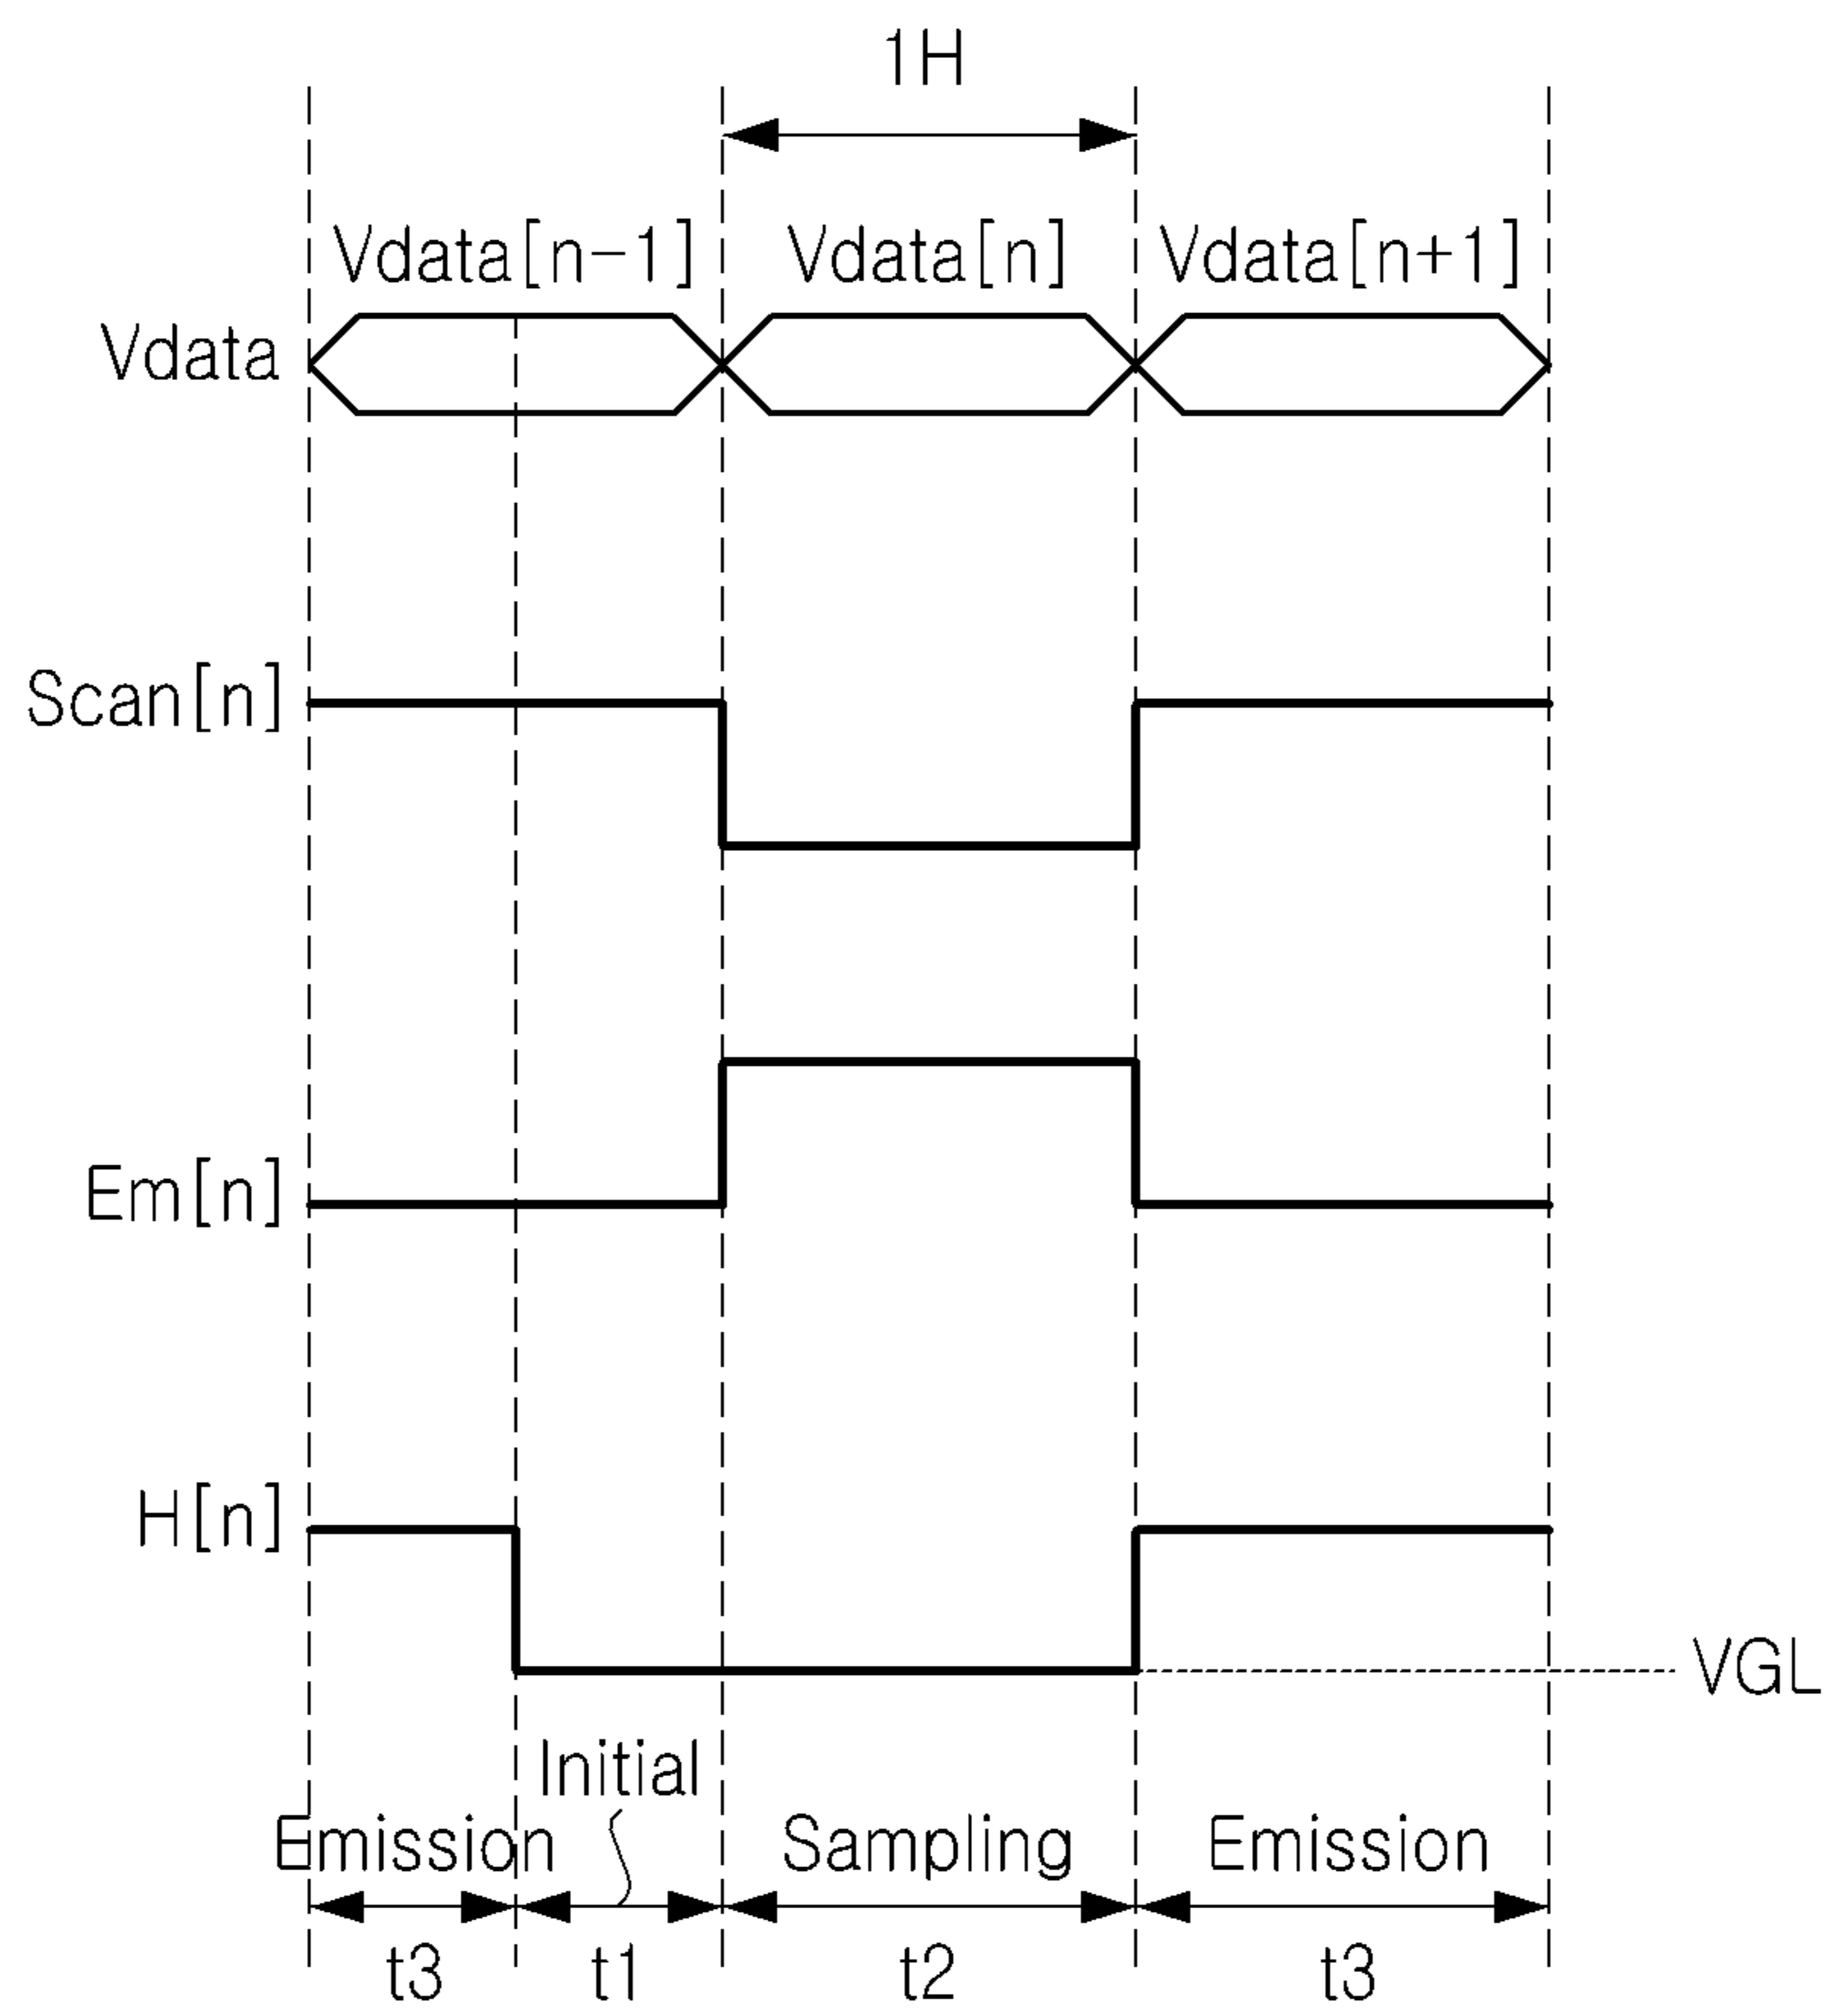 1H
Vdata[n-1] Vdata[n] Vdata[n+1]
Vdata
Scan[n]
Em[n]
H[n]
VGL
Initial
Emission Sampling Emission
t3 t1 t2 t3